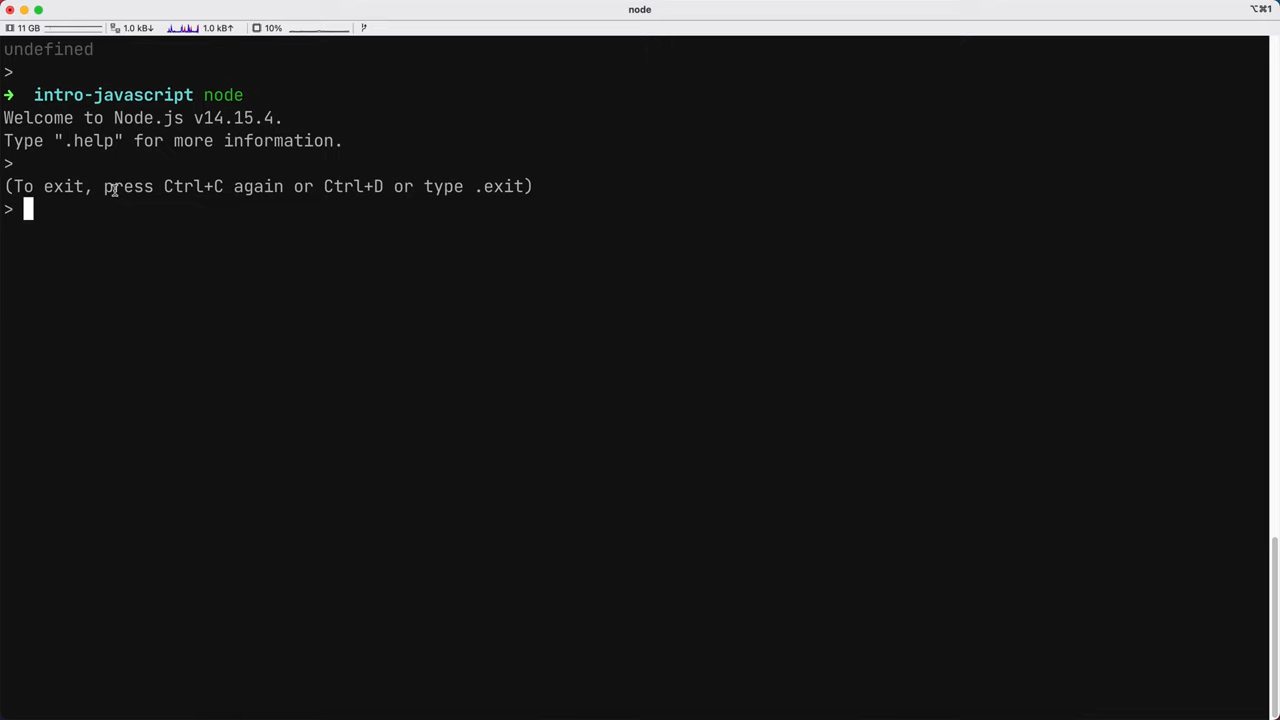 node
⌥⌘1
11 GB 1.0 kB↓ 1.0 kB↑ 10%
undefined
>
➜ intro-javascript node
Welcome to Node.js v14.15.4.
Type ".help" for more information.
>
(To exit, press Ctrl+C again or Ctrl+D or type .exit)
>